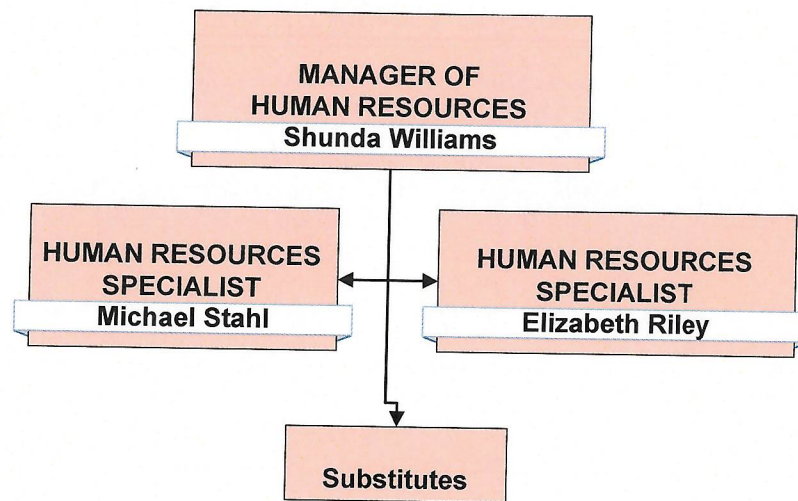 MANAGER OF
HUMAN RESOURCES
Shunda Williams
HUMAN RESOURCES
SPECIALIST
Michael Stahl
HUMAN RESOURCES
SPECIALIST
Elizabeth Riley
Substitutes